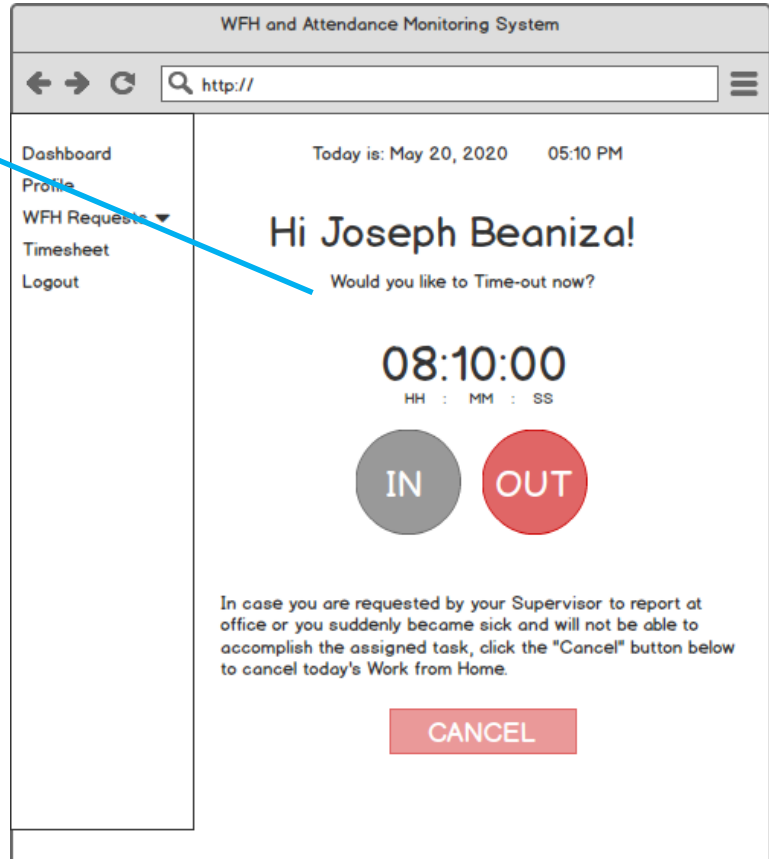 WFH and Attendance Monitoring System
http://
Dashboard
Profile
WFH Requests
Timesheet
Logout
Today is: May 20, 2020 05:10 PM
Hi Joseph Beaniza!
Would you like to Time-out now?
08:10:00
HH : MM : SS
IN OUT
In case you are requested by your Supervisor to report at
office or you suddenly became sick and will not be able to
accomplish the assigned task, click the "Cancel" button below
to cancel today's Work from Home.
CANCEL